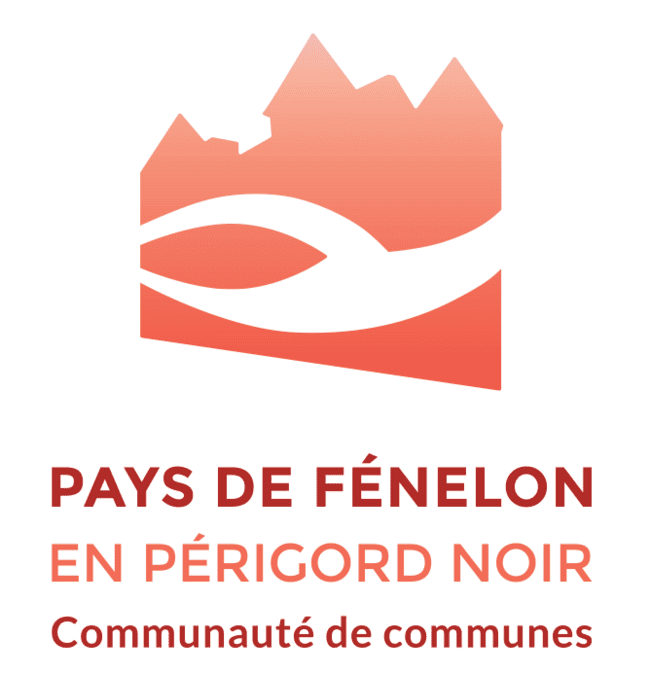 PAYS DE FÉNELON
EN PÉRIGORD NOIR
Communauté de communes